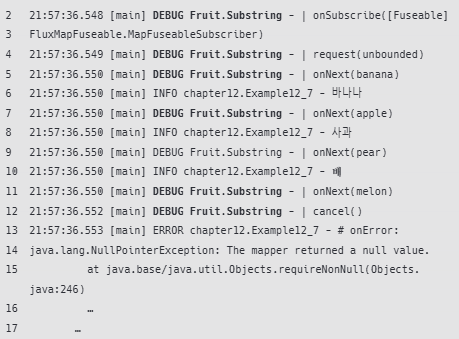 2 21:57:36.548 [main] DEBUG Fruit.Substring - | onSubscribe([Fuseable]
3 FluxMapFuseable.MapFuseableSubscriber)
4 21:57:36.549 [main] DEBUG Fruit.Substring - | request(unbounded)
5 21:57:36.550 [main] DEBUG Fruit.Substring - | onNext(banana)
6 21:57:36.550 [main] INFO chapter12.Example12_7 - 바나나
7 21:57:36.550 [main] DEBUG Fruit.Substring - | onNext(apple)
8 21:57:36.550 [main] INFO chapter12.Example12_7 - 사과
9 21:57:36.550 [main] DEBUG Fruit.Substring - | onNext(pear)
10 21:57:36.550 [main] INFO chapter12.Example12_7 - 배
11 21:57:36.550 [main] DEBUG Fruit.Substring - | onNext(melon)
12 21:57:36.552 [main] DEBUG Fruit.Substring - | cancel()
13 21:57:36.553 [main] ERROR chapter12.Example12_7 - # onError:
14 java.lang.NullPointerException: The mapper returned a null value.
15 at java.base/java.util.Objects.requireNonNull(Objects.
java:246)
16 …
17 …